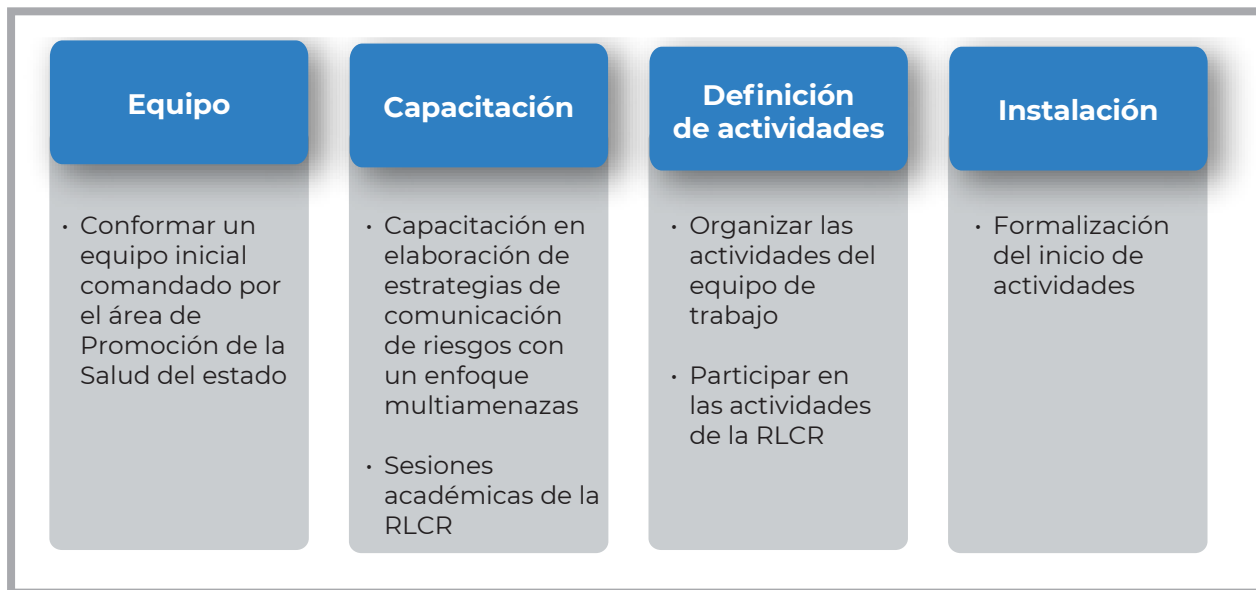 Equipo
· Conformar un
equipo inicial
comandado por
el área de
Promoción de la
Salud del estado
Capacitación
· Capacitación en
elaboración de
estrategias de
comunicación
de riesgos con
un enfoque
multiamenazas
· Sesiones
académicas de la
RLCR
Definición
de actividades
· Organizar las
actividades del
equipo de
trabajo
· Participar en
las actividades
de la RLCR
Instalación
· Formalización
del inicio de
actividades